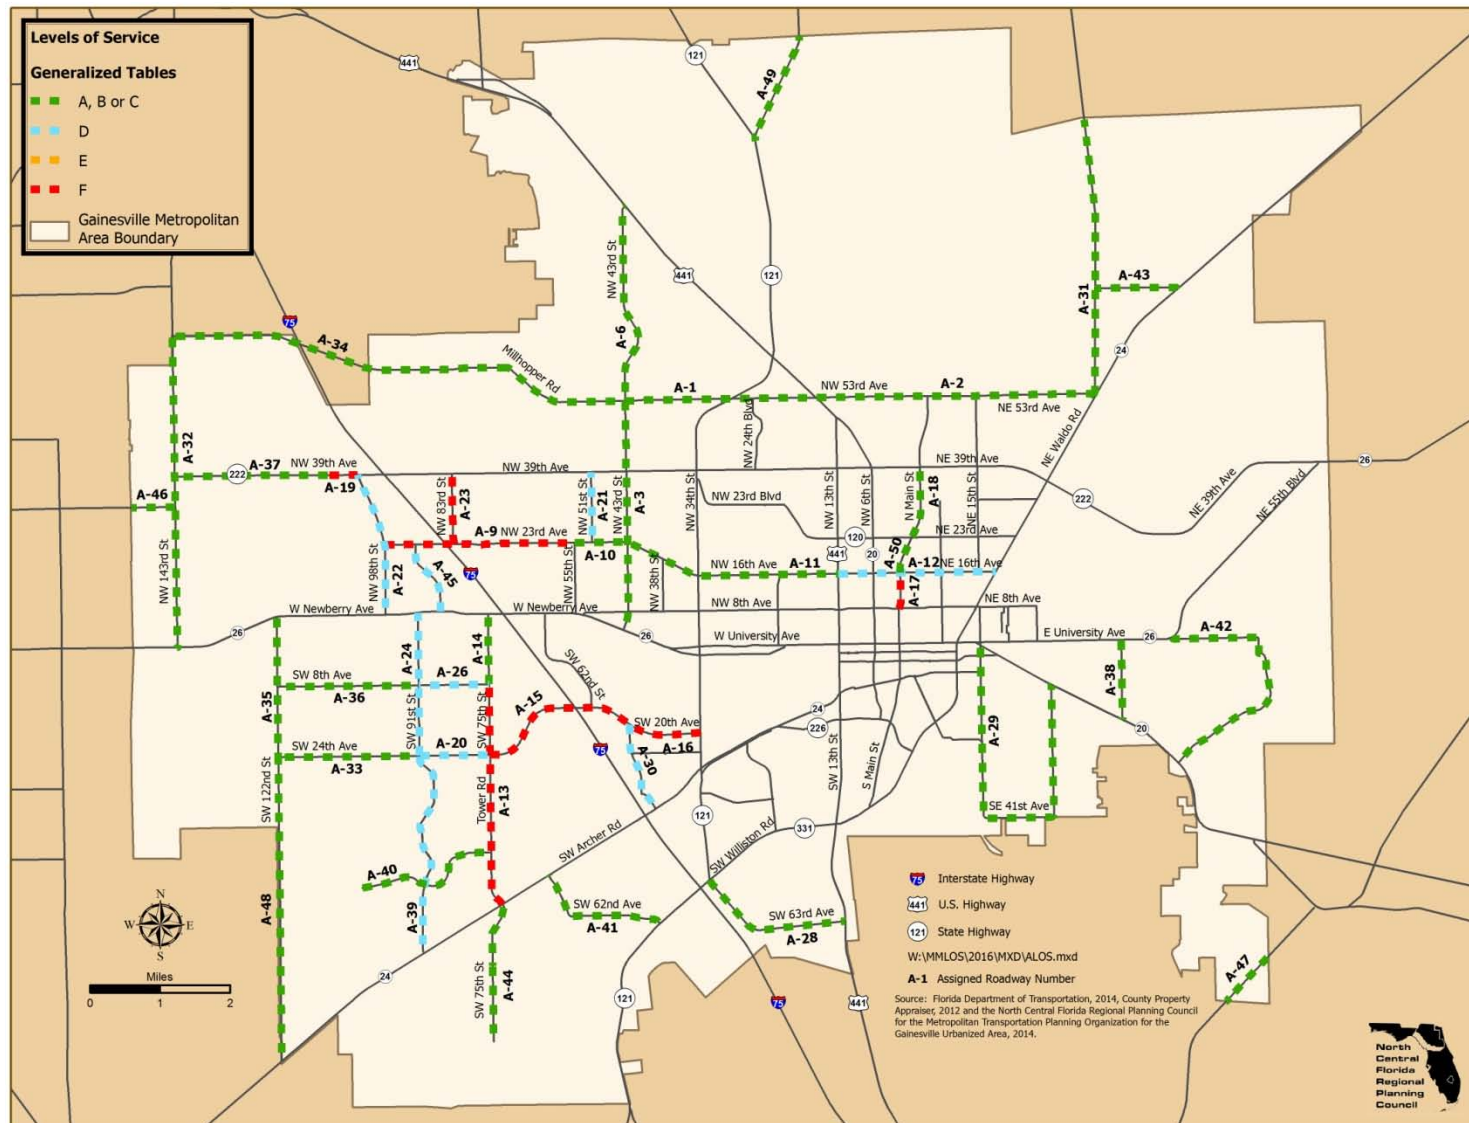 Levels of Service
Generalized Tables
A, B or C
D
E
F
Gainesville Metropolitan
Area Boundary
441
121
A-49
NW 43rd St
441
121
A-31
A-43
75
A-34
A-6
24
Millhopper Rd
A-1
NW 53rd Ave
A-2
NE 53rd Ave
NW 24th Blvd
NE Waldo Rd
A-32
A-37
222
NW 39th Ave
A-19
NW 39th Ave
NE 39th Ave
26
A-46
NW 83rd St
A-23
NW 51st St
A-21
NW 43rd St
A-3
NW 34th St
NW 23rd Blvd
NW 13th St
NW 6th St
N Main St
A-18
NE 15th St
222
NE 39th Ave
NE 55th Blvd
A-9
NW 23rd Ave
A-10
120
NE 23rd Ave
441
20
A-50
NW 143rd St
NW 98th St
A-22
A-45
75
NW 55th St
NW 38th St
NW 16th Ave
A-11
A-12
NE 16th Ave
A-17
W Newberry Ave
W Newberry Ave
NW 8th Ave
NE 8th Ave
26
26
W University Ave
E University Ave
26
A-42
A-24
A-14
SW 62nd St
A-38
SW 8th Ave
A-36
A-26
A-35
SW 91st St
SW 75th St
A-15
24
SW 20th Ave
226
A-29
20
SW 24th Ave
A-33
A-20
A-16
75
A-30
SW 122nd St
Tower Rd
A-13
SW 13th St
S Main St
SE 41st Ave
121
331
SW Archer Rd
SW Williston Rd
A-40
A-48
A-39
SW 62nd Ave
A-41
SW 63rd Ave
A-28
N
W
E
S
24
SW 75th St
A-44
A-47
121
75
441
Miles
0
1
2
75
Interstate Highway
441
U.S. Highway
121
State Highway
W:\MMLOS\2016\MXD\ALOS.mxd
A-1 Assigned Roadway Number
Source: Florida Department of Transportation, 2014, County Property
Appraiser, 2012 and the North Central Florida Regional Planning Council
for the Metropolitan Transportation Planning Organization for the
Gainesville Urbanized Area, 2014.
North
Central
Florida
Regional
Planning
Council